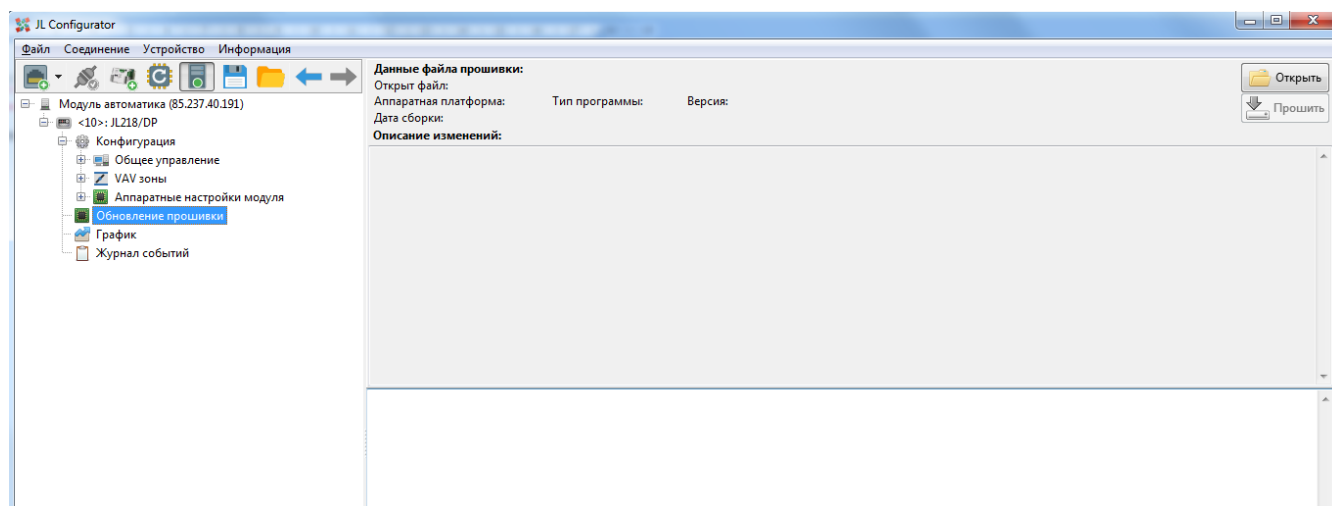 JL Configurator
Файл Соединение Устройство Информация
Модуль автоматика (85.237.40.191)
<10>: JL218/DP
Конфигурация
Общее управление
VAV зоны
Аппаратные настройки модуля
Обновление прошивки
График
Журнал событий
Данные файла прошивки:
Открыт файл:
Аппаратная платформа: Тип программы: Версия:
Дата сборки:
Описание изменений:
Открыть
Прошить